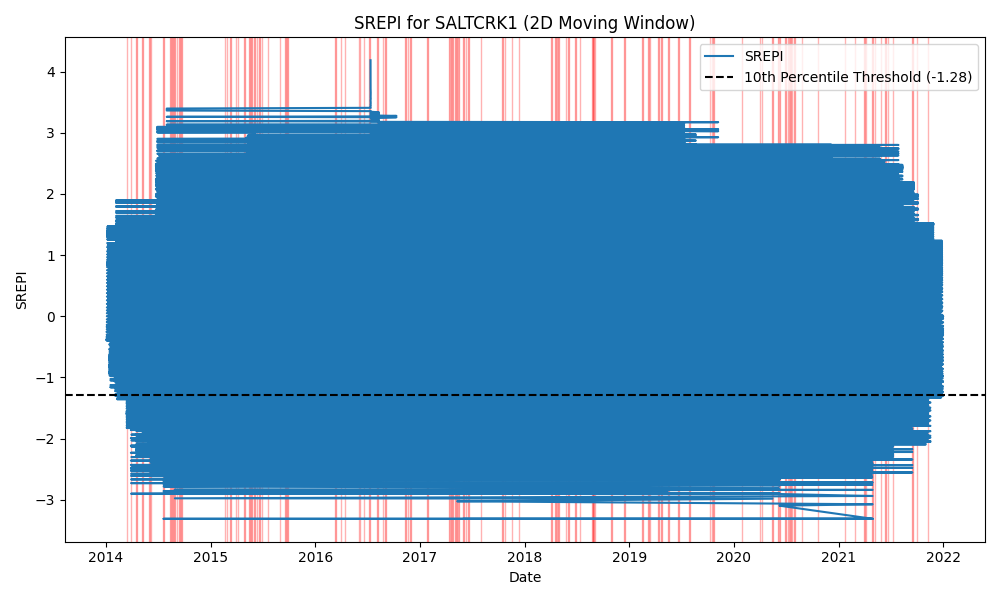 SREPI for SALTCRK1 (2D Moving Window)
SREPI
10th Percentile Threshold (-1.28)
4
3
2
1
0
−1
−2
−3
SREPI
2014 2015 2016 2017 2018 2019 2020 2021 2022
Date